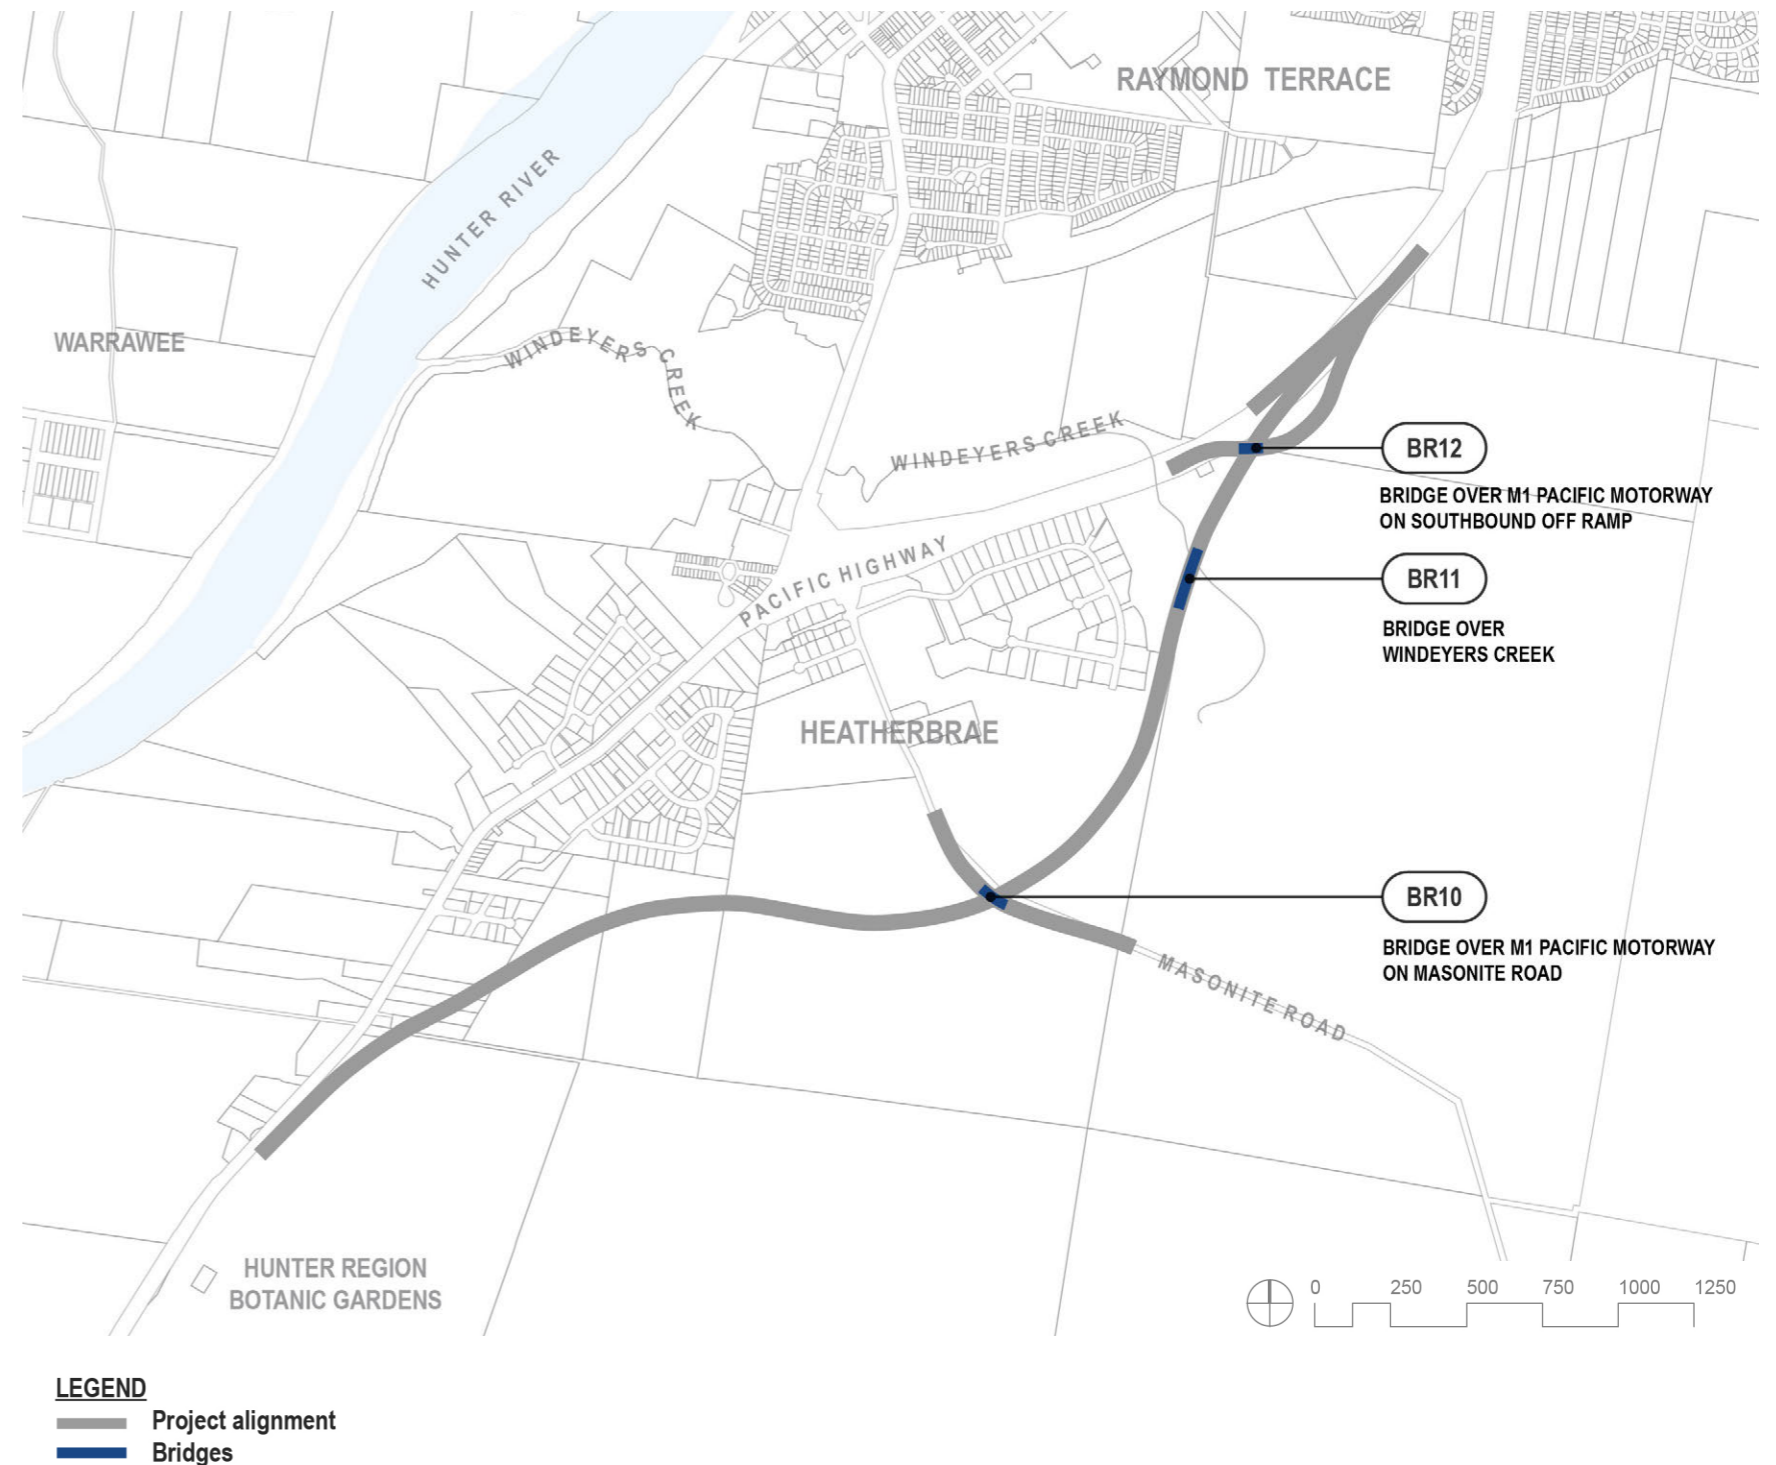 RAYMOND TERRACE
HUNTER RIVER
WARRAWEE
WINDEYERS CREEK
WINDEYERS CREEK
BR12
BRIDGE OVER M1 PACIFIC MOTORWAY
ON SOUTHBOUND OFF RAMP
PACIFIC HIGHWAY
BR11
BRIDGE OVER
WINDEYERS CREEK
HEATHERBRAE
BR10
BRIDGE OVER M1 PACIFIC MOTORWAY
ON MASONITE ROAD
MASONITE ROAD
HUNTER REGION
BOTANIC GARDENS
0 250 500 750 1000 1250
LEGEND
Project alignment
Bridges